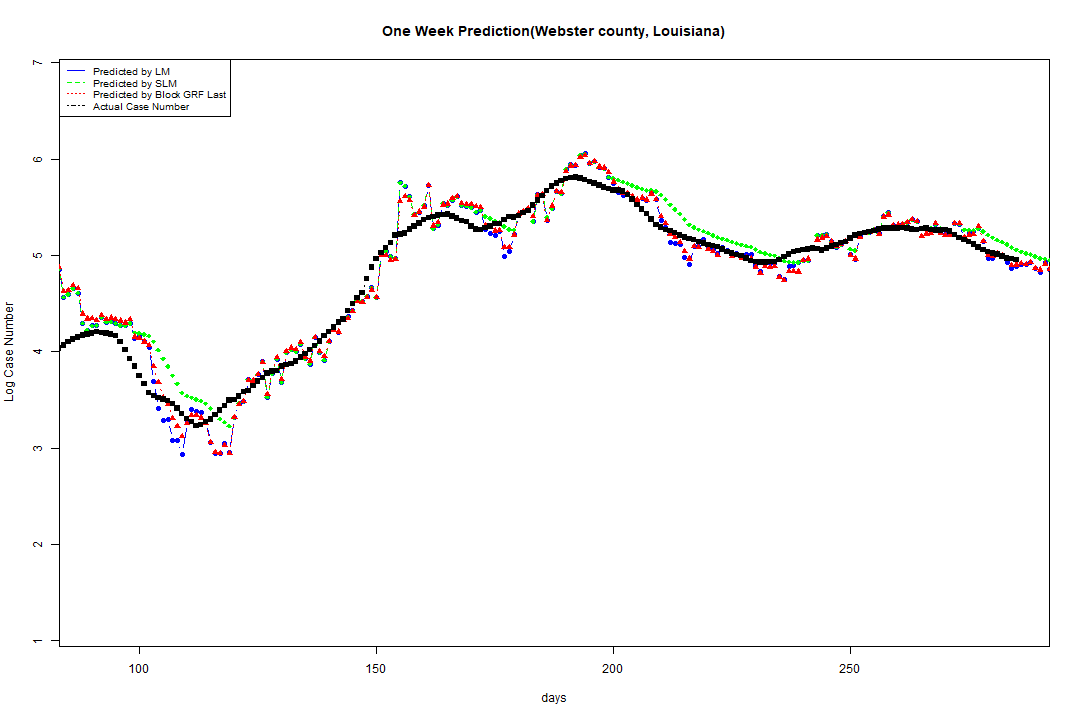 One Week Prediction(Webster county, Louisiana)
Predicted by LM
Predicted by SLM
Predicted by Block GRF Last
Actual Case Number
7
6
5
4
3
2
1
Log Case Number
100 150 200 250
days